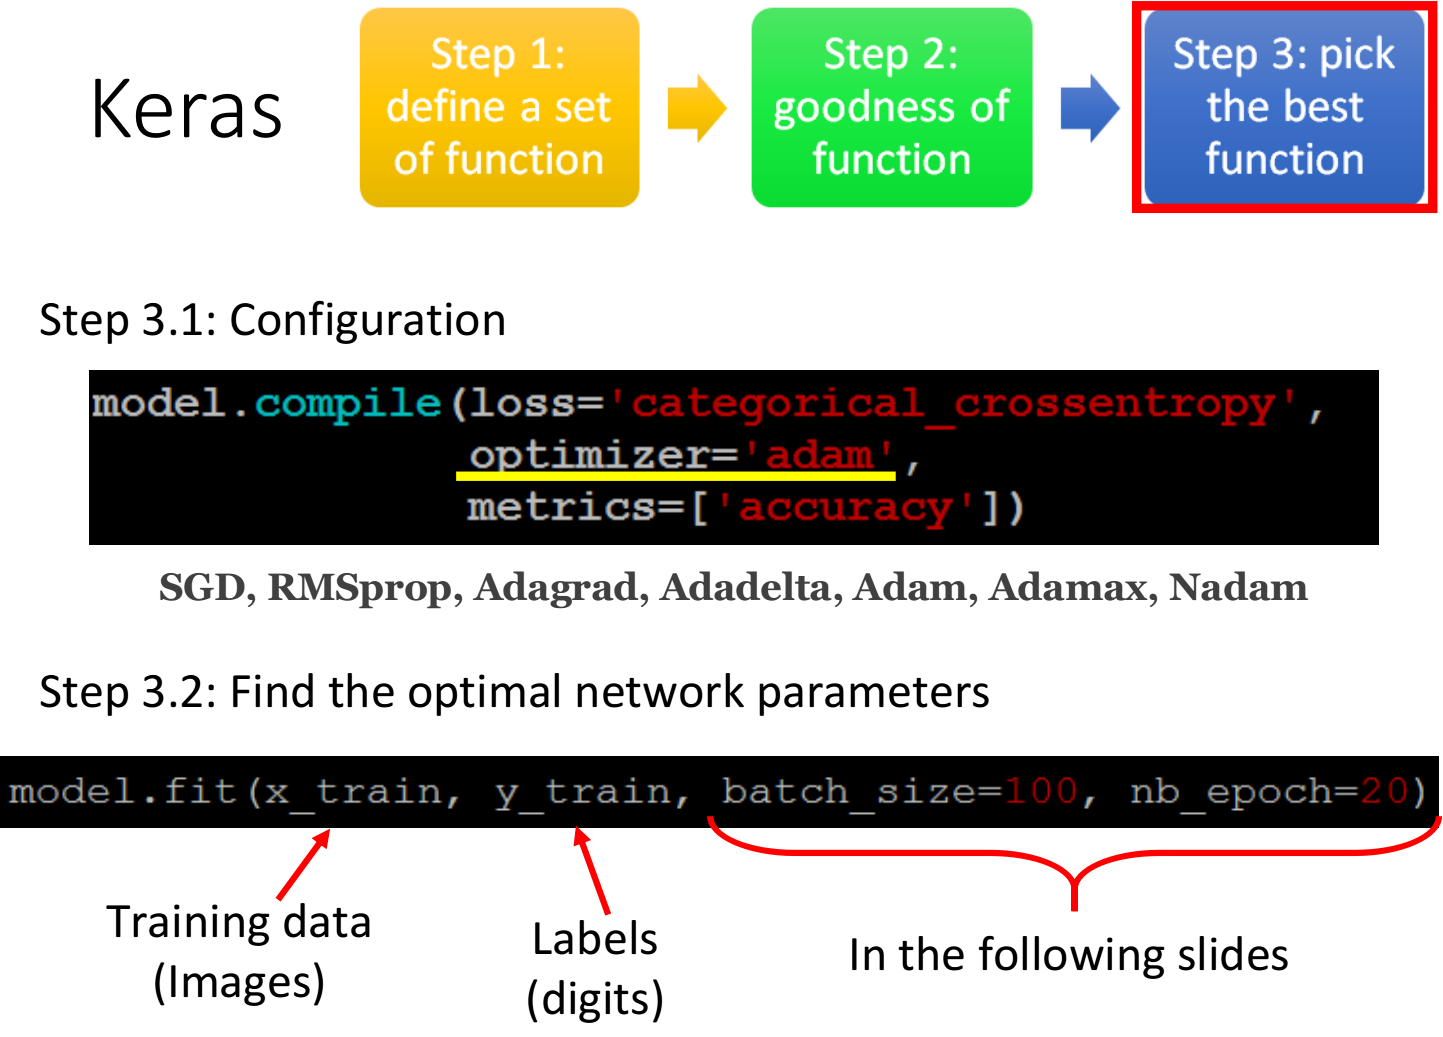 Keras
Step 1:
define a set
of function
Step 2:
goodness of
function
Step 3: pick
the best
function
Step 3.1: Configuration
model.compile(loss='categorical_crossentropy',
optimizer='adam',
metrics=['accuracy'])
SGD, RMSprop, Adagrad, Adadelta, Adam, Adamax, Nadam
Step 3.2: Find the optimal network parameters
model.fit(x_train, y_train, batch_size=100, nb_epoch=20)
Training data
(Images)
Labels
(digits)
In the following slides